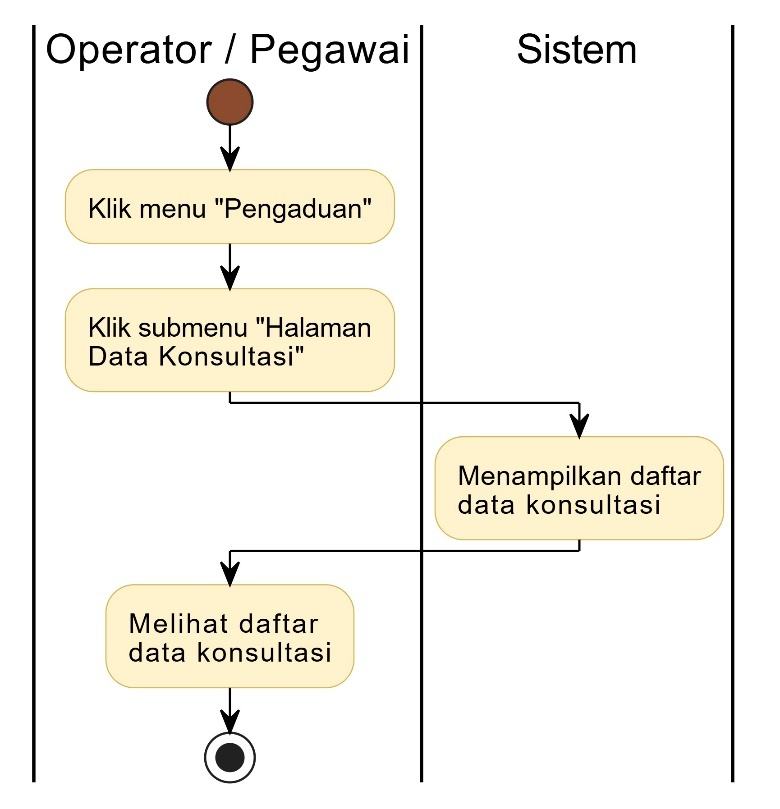 Operator / Pegawai
Sistem
Klik menu "Pengaduan"
Klik submenu "Halaman
Data Konsultasi"
Menampilkan daftar
data konsultasi
Melihat daftar
data konsultasi